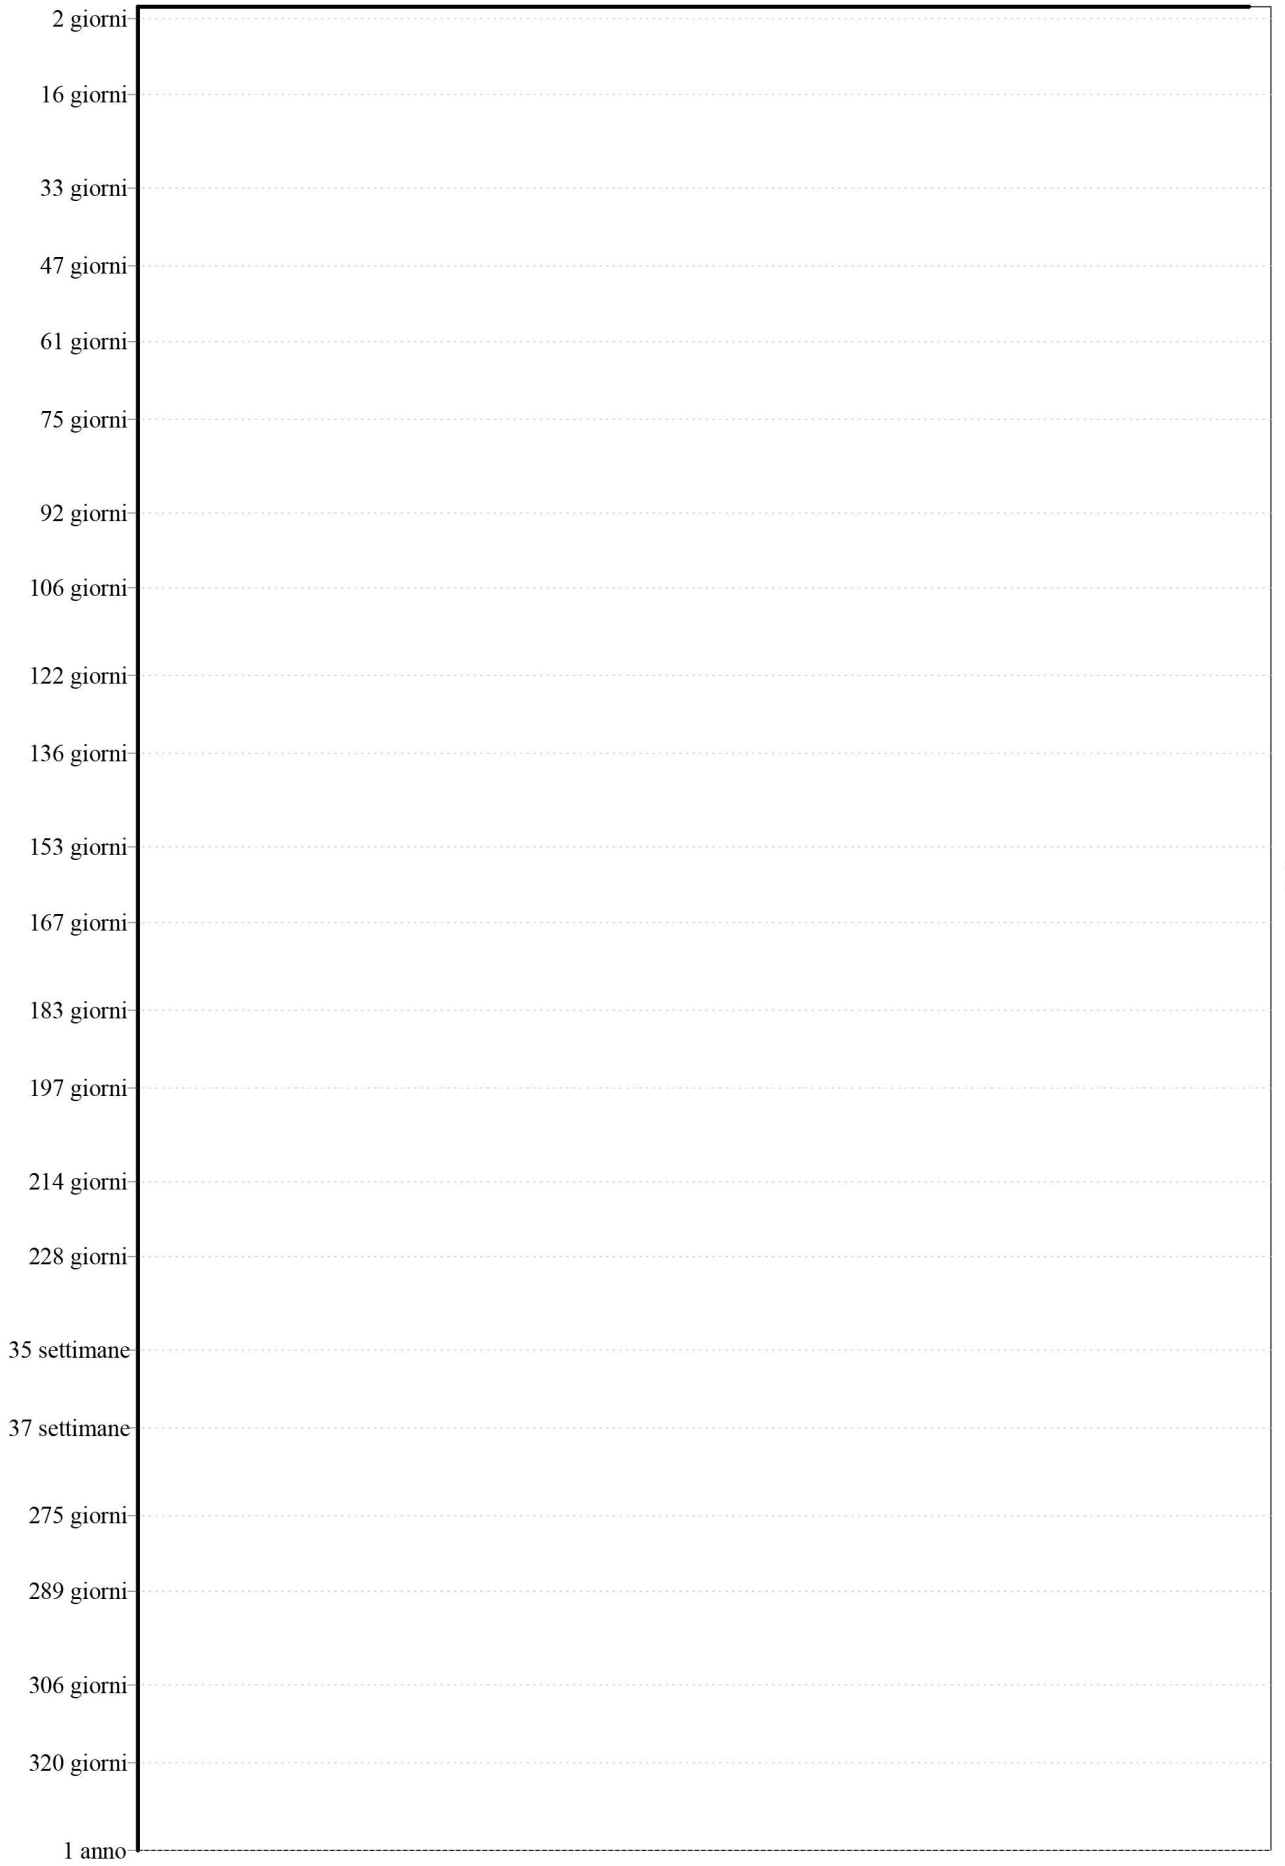 2 giorni
16 giorni
33 giorni
47 giorni
61 giorni
75 giorni
92 giorni
106 giorni
122 giorni
136 giorni
153 giorni
167 giorni
183 giorni
197 giorni
214 giorni
228 giorni
35 settimane
37 settimane
275 giorni
289 giorni
306 giorni
320 giorni
1 anno